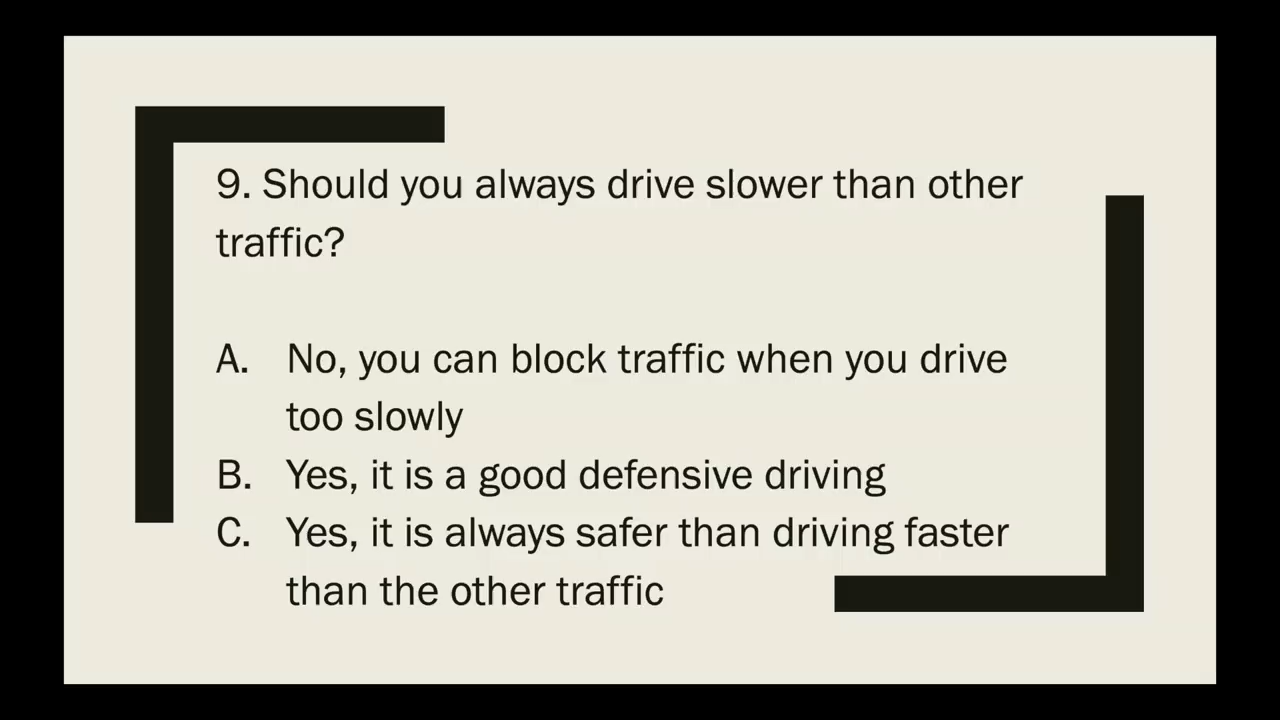 9. Should you always drive slower than other
traffic?
A. No, you can block traffic when you drive
too slowly
B. Yes, it is a good defensive driving
C. Yes, it is always safer than driving faster
than the other traffic